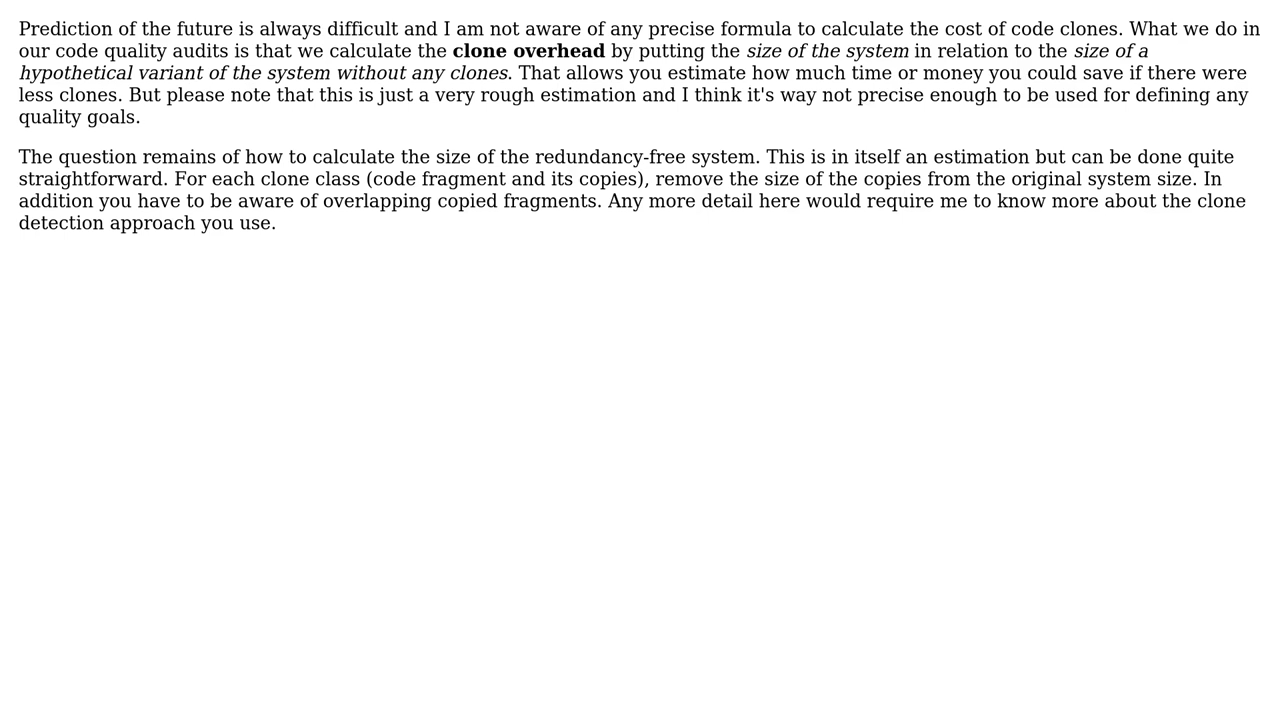 Prediction of the future is always difficult and I am not aware of any precise formula to calculate the cost of code clones. What we do in
our code quality audits is that we calculate the clone overhead by putting the size of the system in relation to the size of a
hypothetical variant of the system without any clones. That allows you estimate how much time or money you could save if there were
less clones. But please note that this is just a very rough estimation and I think it's way not precise enough to be used for defining any
quality goals.
The question remains of how to calculate the size of the redundancy-free system. This is in itself an estimation but can be done quite
straightforward. For each clone class (code fragment and its copies), remove the size of the copies from the original system size. In
addition you have to be aware of overlapping copied fragments. Any more detail here would require me to know more about the clone
detection approach you use.